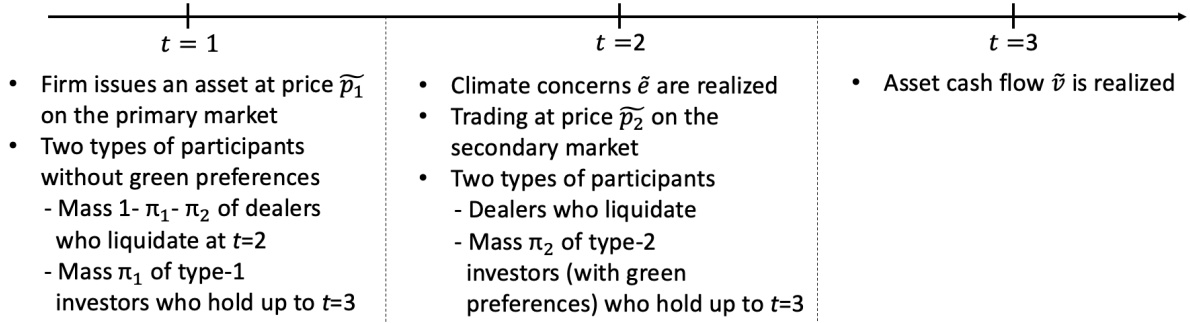 t = 1
• Firm issues an asset at price p̃₁
on the primary market
• Two types of participants
without green preferences
- Mass 1- π₁- π₂ of dealers
who liquidate at t=2
- Mass π₁ of type-1
investors who hold up to t=3
t =2
• Climate concerns ẽ are realized
• Trading at price p̃₂ on the
secondary market
• Two types of participants
- Dealers who liquidate
- Mass π₂ of type-2
investors (with green
preferences) who hold up to t=3
t =3
• Asset cash flow ṽ is realized